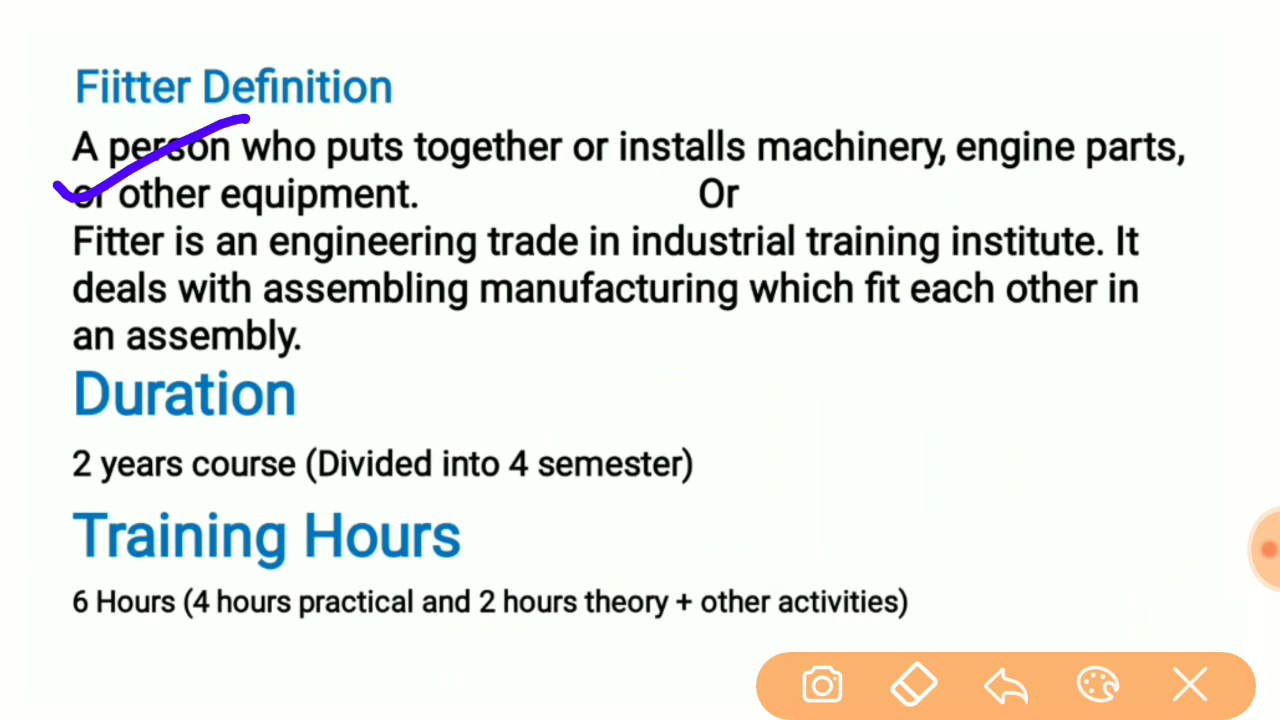 Fiitter Definition
A person who puts together or installs machinery, engine parts,
or other equipment. Or
Fitter is an engineering trade in industrial training institute. It
deals with assembling manufacturing which fit each other in
an assembly.
Duration
2 years course (Divided into 4 semester)
Training Hours
6 Hours (4 hours practical and 2 hours theory + other activities)